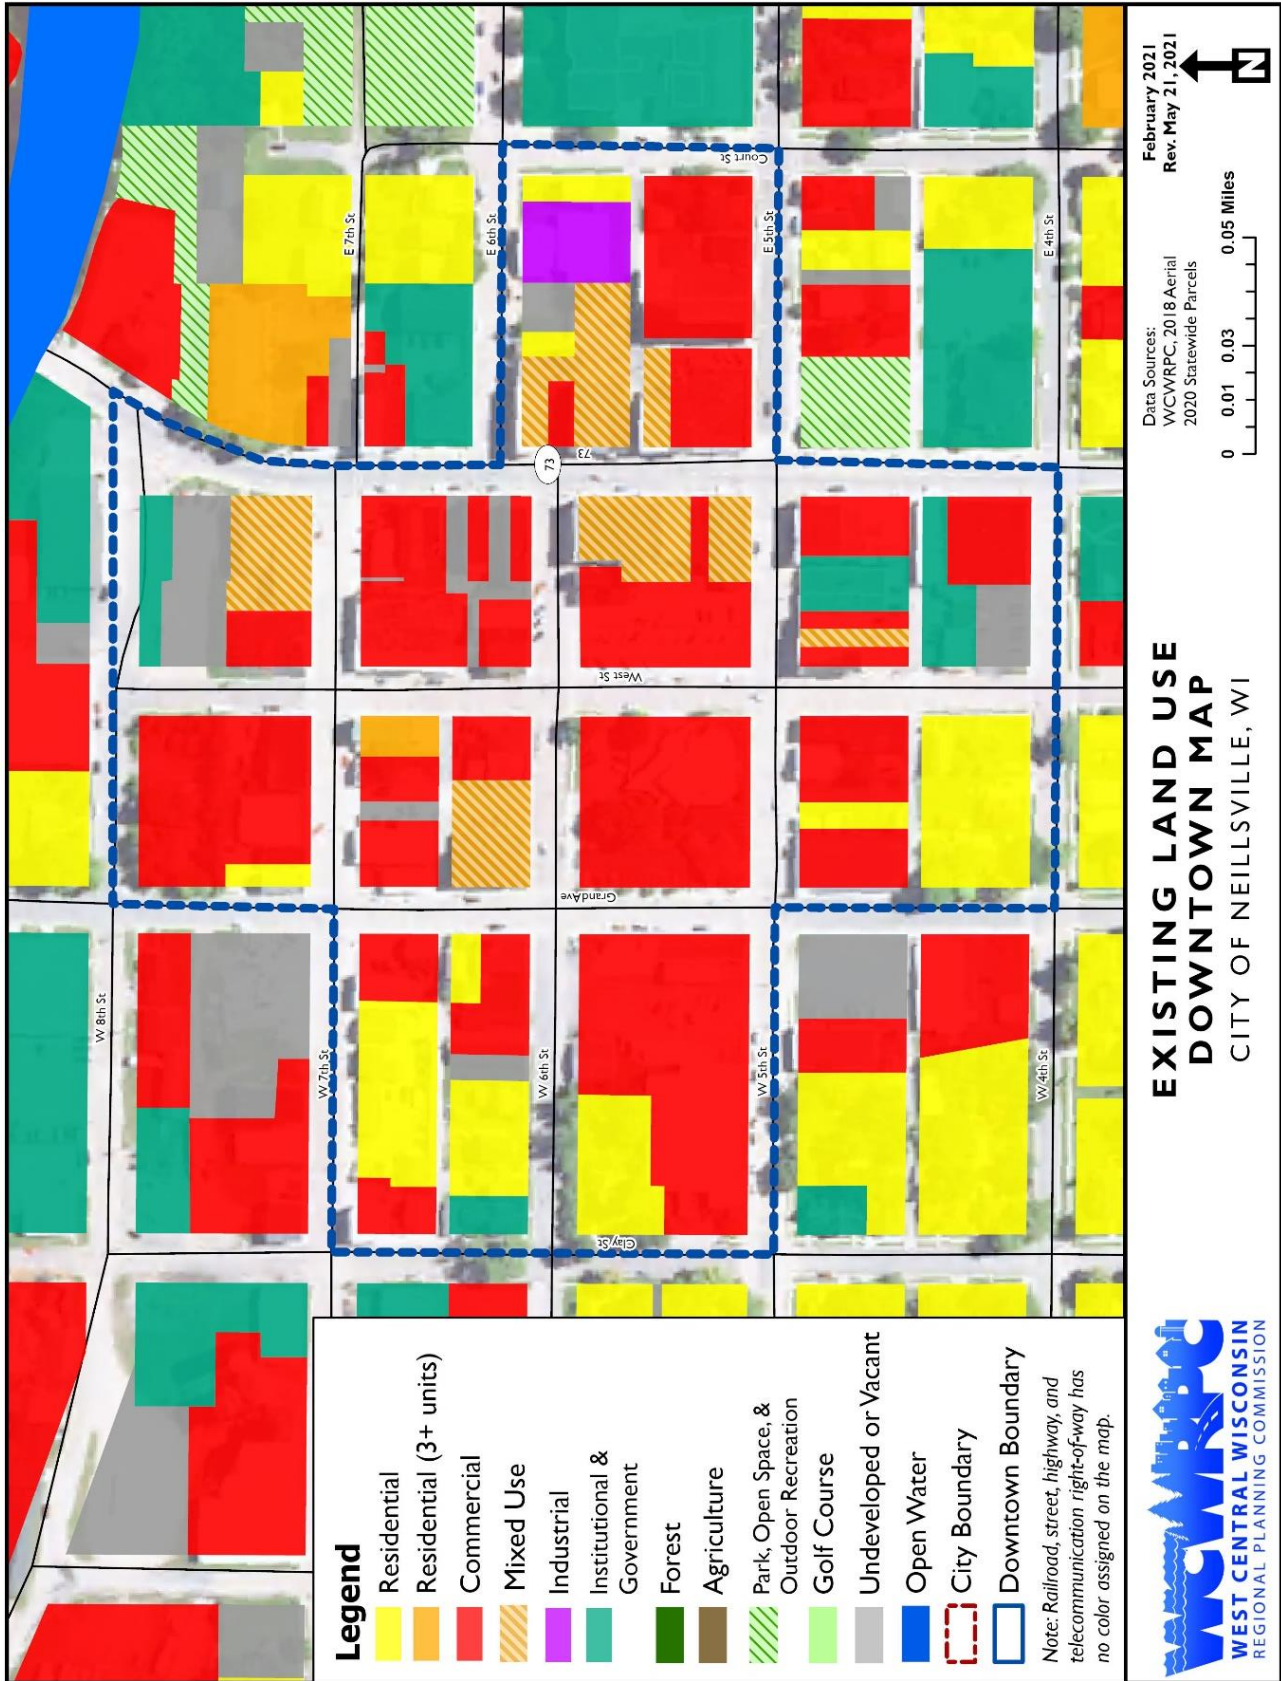 W 8th St
W 7th St
E 7th St
W 6th St
E 6th St
73
73
W 5th St
E 5th St
W 4th St
E 4th St
Clay St
Grand Ave
West St
Court St
Legend
Residential
Residential (3+ units)
Commercial
Mixed Use
Industrial
Institutional &
Government
Forest
Agriculture
Park, Open Space, &
Outdoor Recreation
Golf Course
Undeveloped or Vacant
Open Water
City Boundary
Downtown Boundary
Note: Railroad, street, highway, and
telecommunication right-of-way has
no color assigned on the map.
WCWRPC
WEST CENTRAL WISCONSIN
REGIONAL PLANNING COMMISSION
EXISTING LAND USE
DOWNTOWN MAP
CITY OF NEILLSVILLE, WI
Data Sources:
WCWRPC, 2018 Aerial
2020 Statewide Parcels
0 0.01 0.03 0.05 Miles
February 2021
Rev. May 21, 2021
N